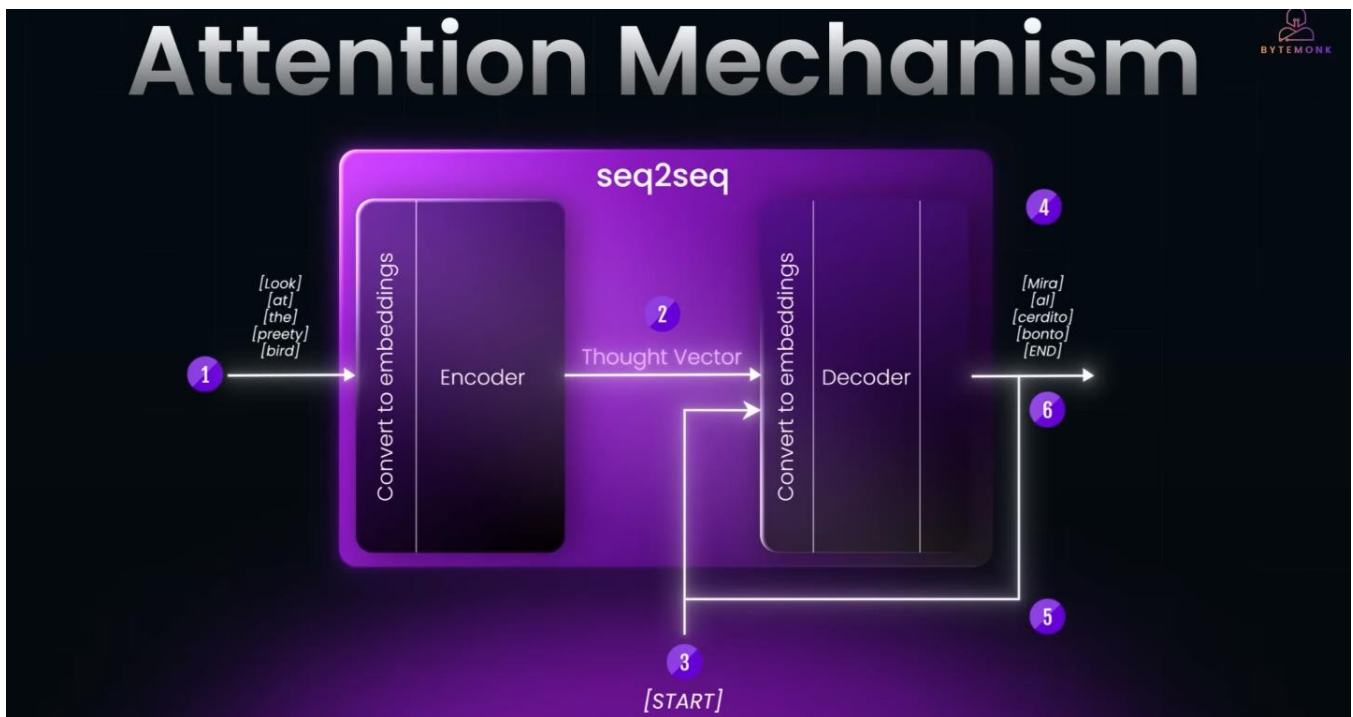 Attention Mechanism
BYTEMONK
seq2seq
4
[Look]
[at]
[the]
[preety]
[bird]
1
Convert to embeddings
Encoder
2
Thought Vector
Convert to embeddings
Decoder
[Mira]
[al]
[cerdito]
[bonto]
[END]
6
5
3
[START]